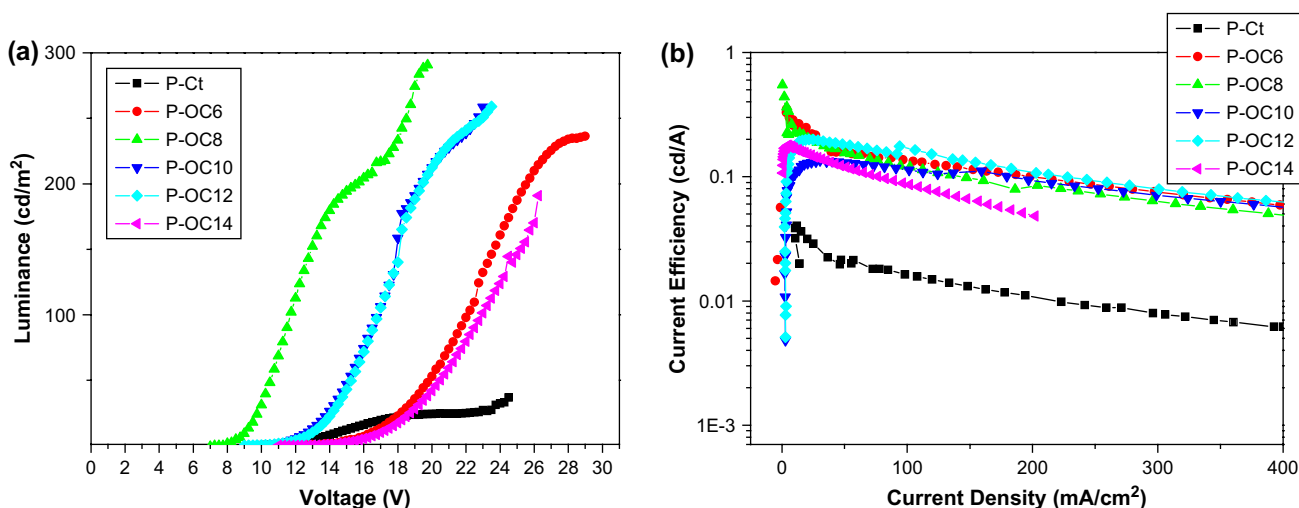 (a)
300
200
100
Luminance (cd/m²)
P-Ct
P-OC6
P-OC8
P-OC10
P-OC12
P-OC14
0 2 4 6 8 10 12 14 16 18 20 22 24 26 28 30
Voltage (V)
(b)
1
0.1
0.01
1E-3
Current Efficiency (cd/A)
P-Ct
P-OC6
P-OC8
P-OC10
P-OC12
P-OC14
0 100 200 300 400
Current Density (mA/cm²)